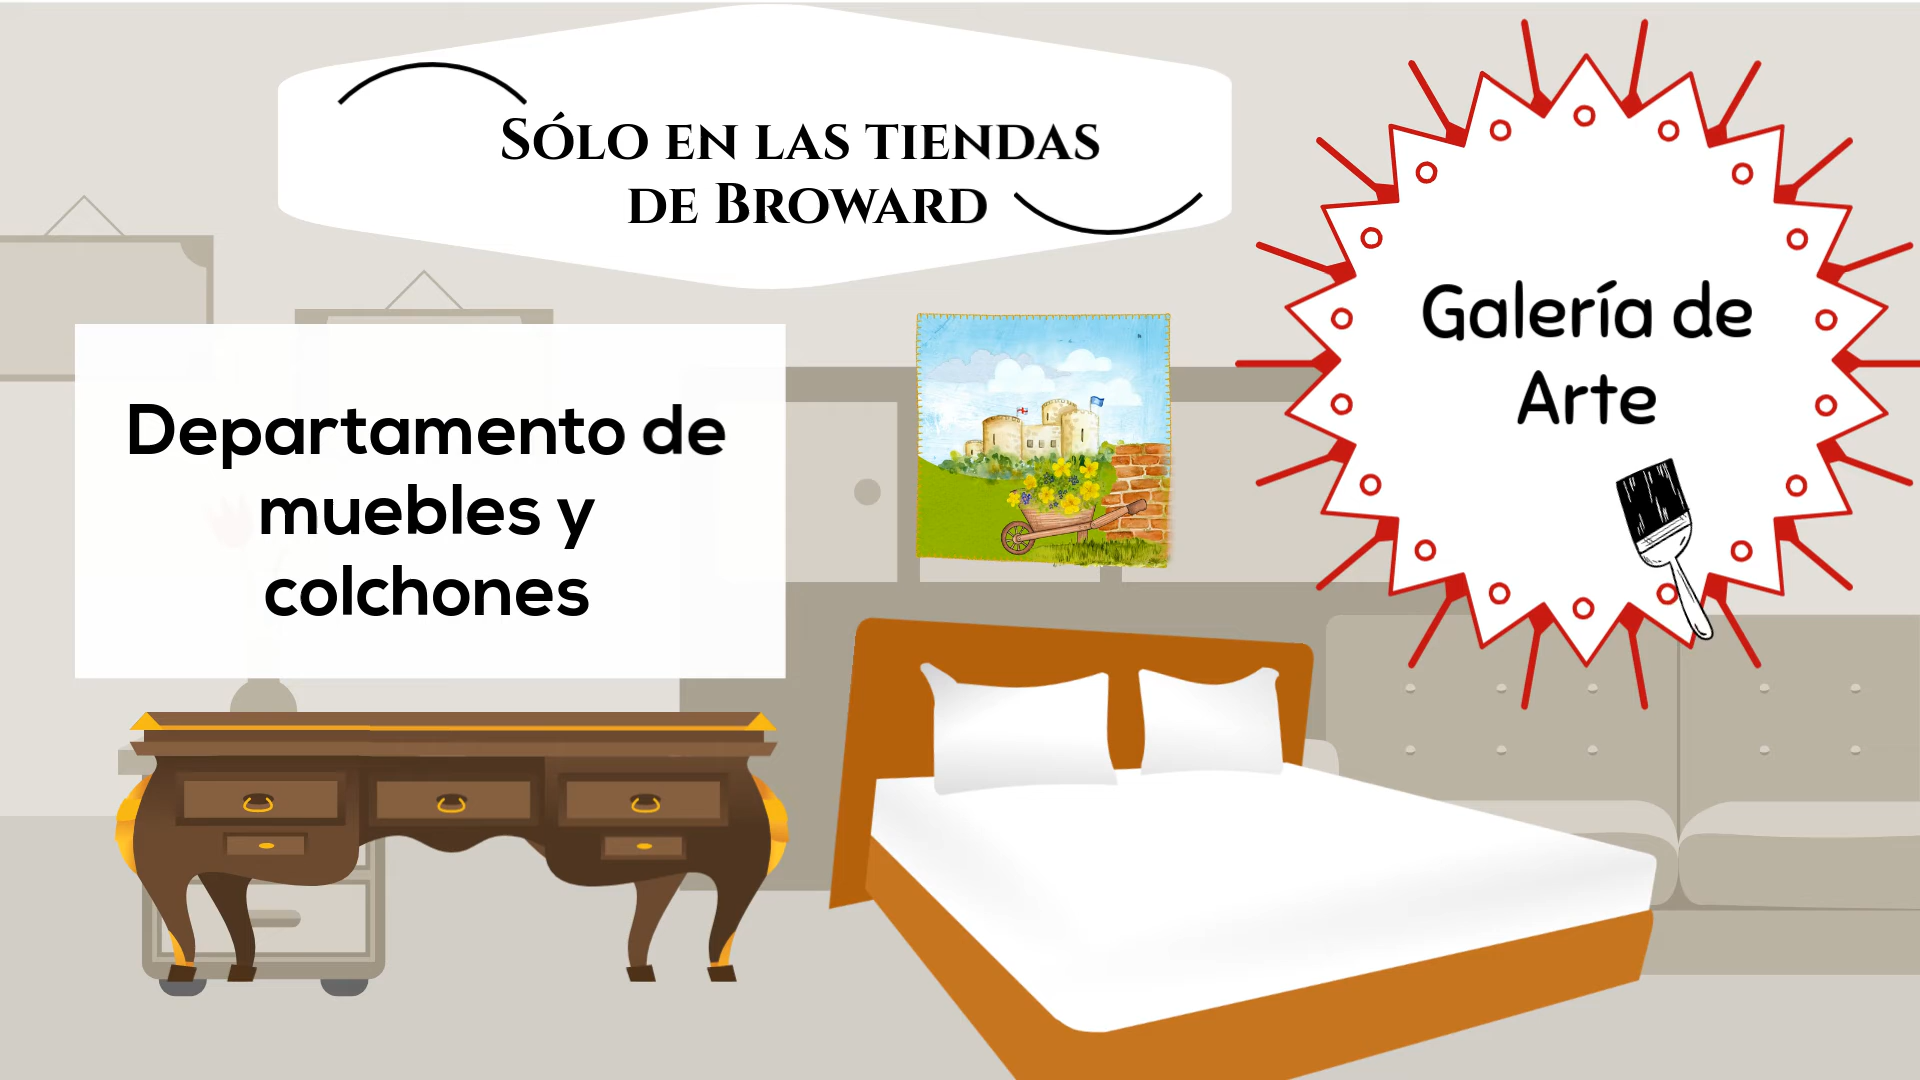 Sólo en las tiendas
de Broward
Galería de
Arte
Departamento de
muebles y
colchones